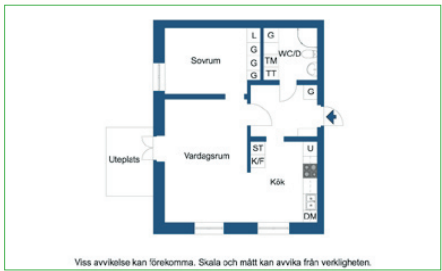 L
G
G
G
G
WC/D
TM
TT
Sovrum
G
Uteplats
Vardagsrum
ST
K/F
U
Kök
DM
Viss avvikelse kan förekomma. Skala och mått kan avvika från verkligheten.